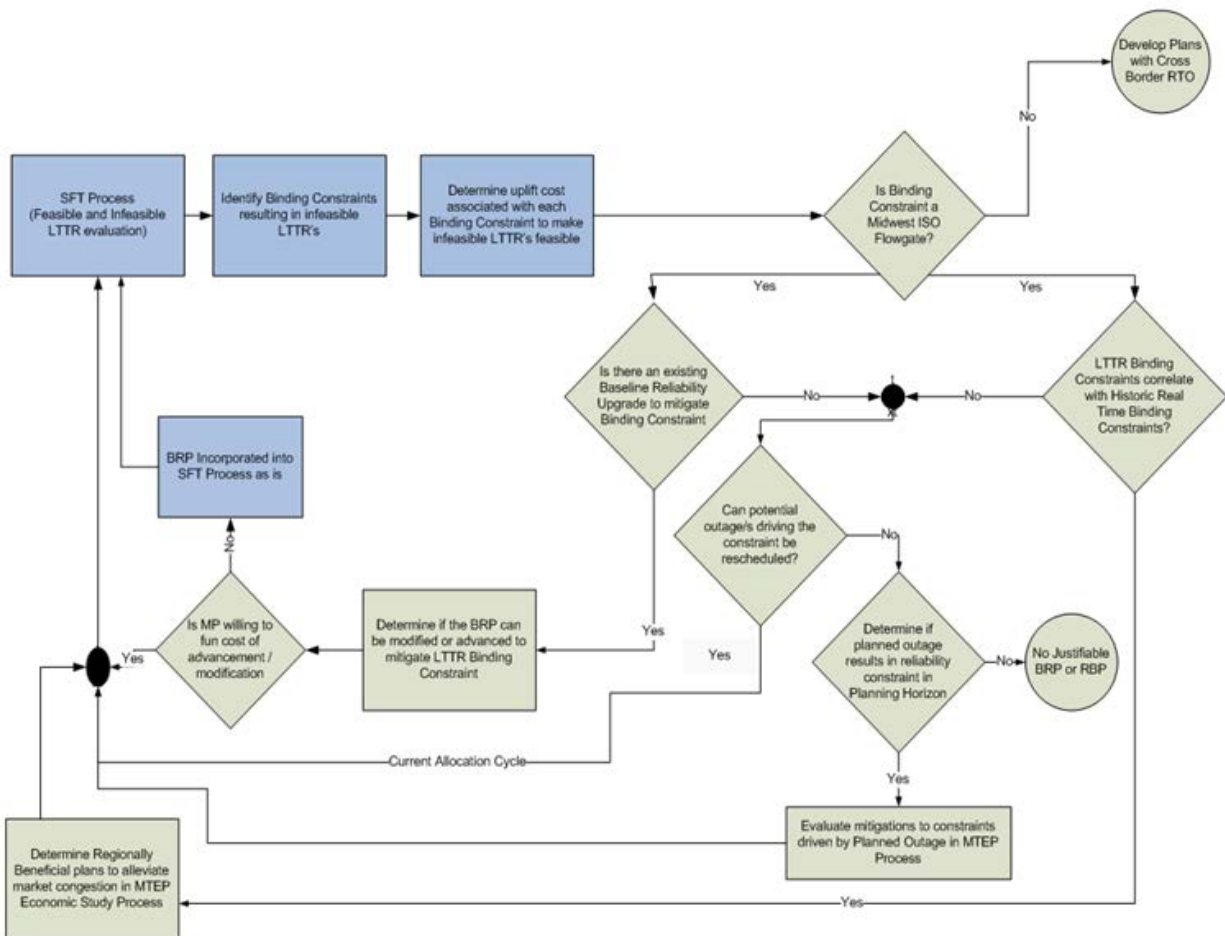 Develop Plans
with Cross
Border RTO
No
SFT Process
(Feasible and Infeasible
LTTR evaluation)
Identify Binding Constraints
resulting in infeasible
LTTR's
Determine uplift cost
associated with each
Binding Constraint to make
infeasible LTTR's feasible
Is Binding
Constraint a
Midwest ISO
Flowgate?
Yes
Yes
Is there an existing
Baseline Reliability
Upgrade to mitigate
Binding Constraint
No
No
LTTR Binding
Constraints correlate
with Historic Real
Time Binding
Constraints?
BRP Incorporated into
SFT Process as is
Can potential
outage/s driving the
constraint be
rescheduled?
No
No
Is MP willing to
fun cost of
advancement /
modification
Yes
Determine if the BRP can
be modified or advanced to
mitigate LTTR Binding
Constraint
Yes
Yes
Determine if
planned outage
results in reliability
constraint in
Planning Horizon
No
No Justifiable
BRP or RBP
Current Allocation Cycle
Yes
Evaluate mitigations to constraints
driven by Planned Outage in MTEP
Process
Determine Regionally
Beneficial plans to alleviate
market congestion in MTEP
Economic Study Process
Yes